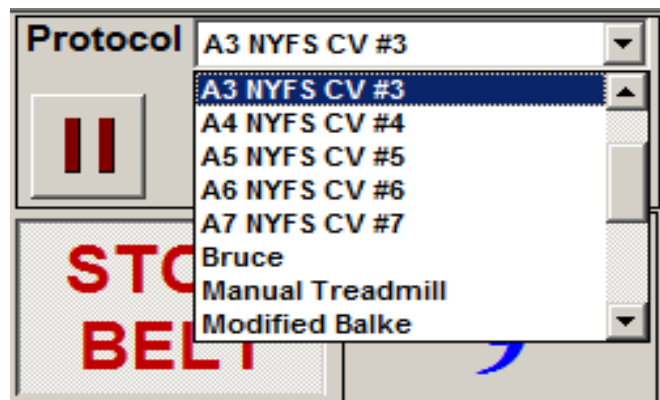 Protocol A3 NYFS CV #3
A3 NYFS CV #3
A4 NYFS CV #4
A5 NYFS CV #5
A6 NYFS CV #6
A7 NYFS CV #7
Bruce
Manual Treadmill
Modified Balke
STO
BELT